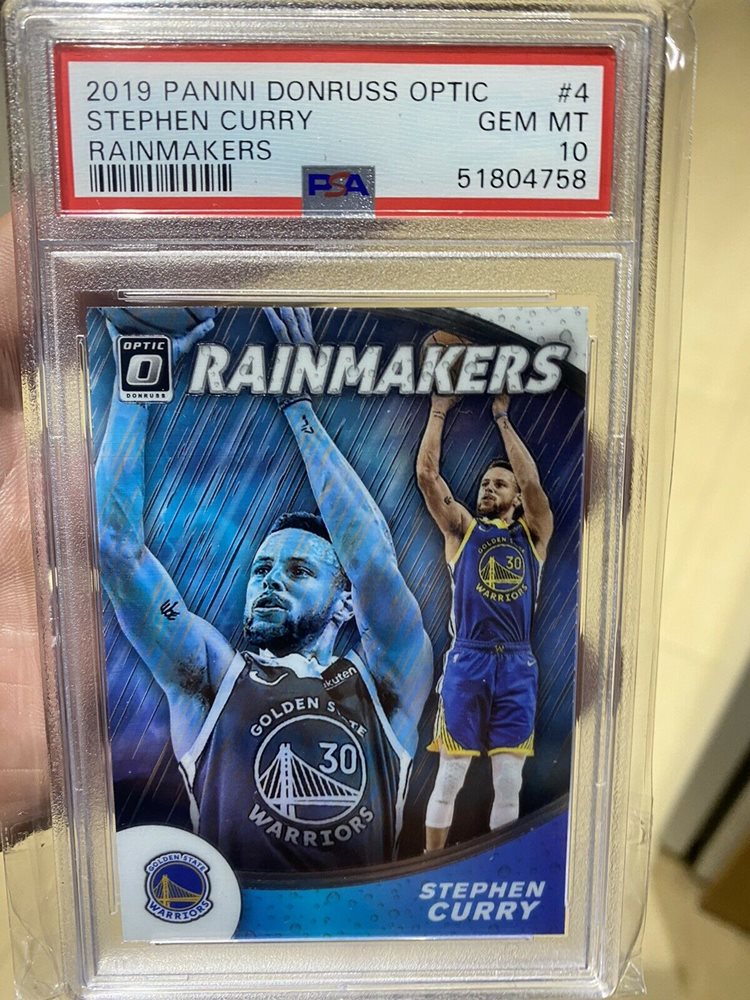 2019 PANINI DONRUSS OPTIC #4
STEPHEN CURRY GEM MT
RAINMAKERS 10
PSA 51804758
OPTIC
O
DONRUSS
RAINMAKERS
GOLDEN STATE
30
WARRIORS
Rakuten
GOLDEN STATE
30
WARRIORS
GOLDEN STATE
WARRIORS
STEPHEN
CURRY